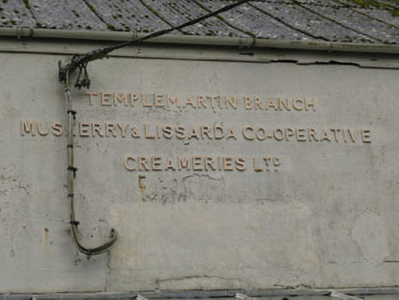 TEMPLEMARTIN BRANCH
MUSKERRY & LISSARDA CO-OPERATIVE
CREAMERIES LTD